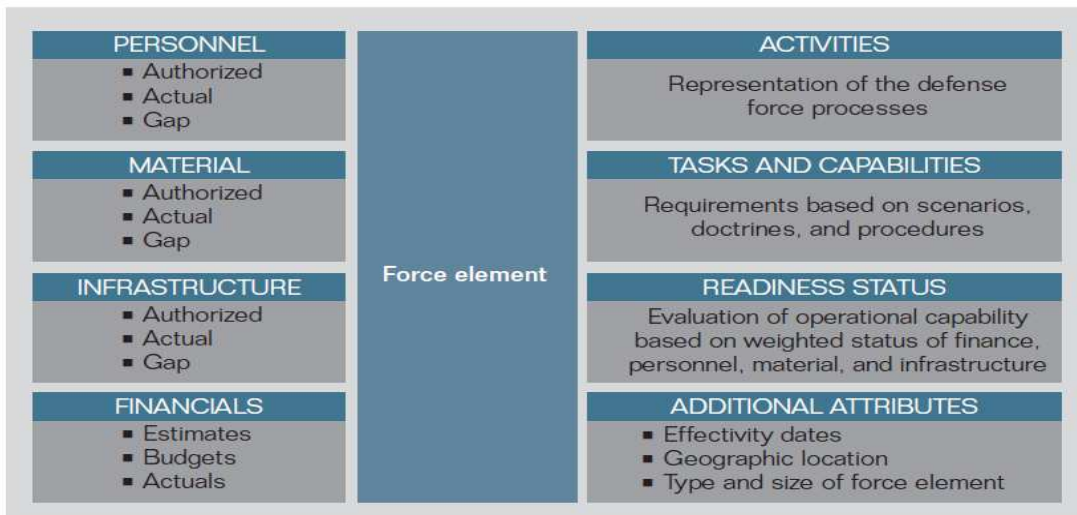 PERSONNEL
▪ Authorized
▪ Actual
▪ Gap
MATERIAL
▪ Authorized
▪ Actual
▪ Gap
INFRASTRUCTURE
▪ Authorized
▪ Actual
▪ Gap
FINANCIALS
▪ Estimates
▪ Budgets
▪ Actuals
Force element
ACTIVITIES
Representation of the defense
force processes
TASKS AND CAPABILITIES
Requirements based on scenarios,
doctrines, and procedures
READINESS STATUS
Evaluation of operational capability
based on weighted status of finance,
personnel, material, and infrastructure
ADDITIONAL ATTRIBUTES
▪ Effectivity dates
▪ Geographic location
▪ Type and size of force element